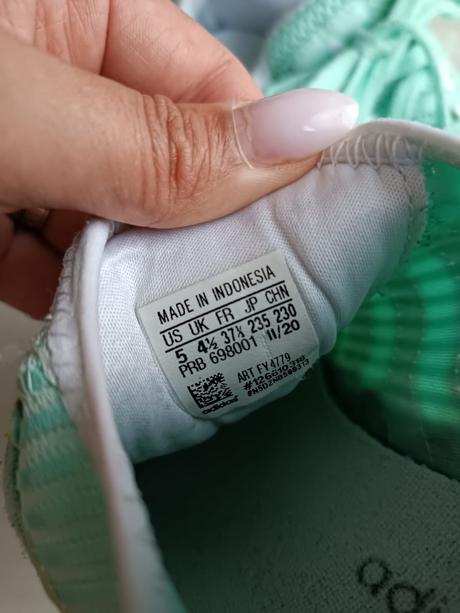 MADE IN INDONESIA
US UK FR JP CHN
5 4½ 37⅓ 235 230
PRB 698001 11/20
ART FY4779
adidas
adi